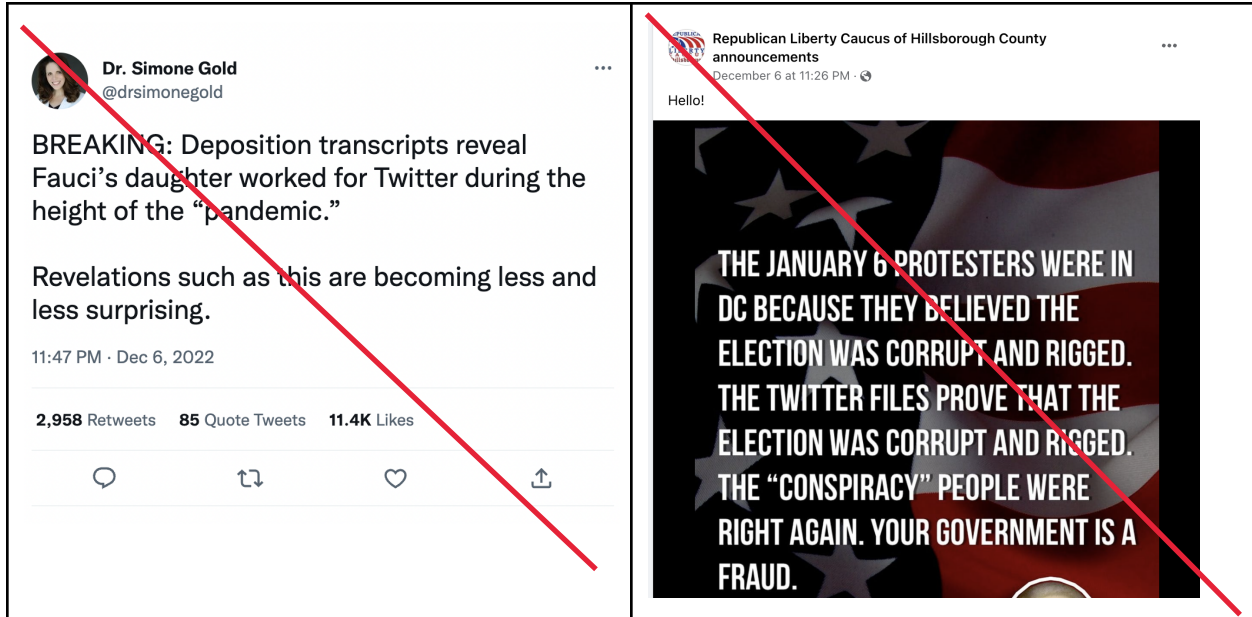 Dr. Simone Gold
@drsimonegold
BREAKING: Deposition transcripts reveal
Fauci’s daughter worked for Twitter during the
height of the “pandemic.”
Revelations such as this are becoming less and
less surprising.
11:47 PM · Dec 6, 2022
2,958 Retweets 85 Quote Tweets 11.4K Likes
Republican Liberty Caucus of Hillsborough County
announcements
December 6 at 11:26 PM ·
Hello!
THE JANUARY 6 PROTESTERS WERE IN
DC BECAUSE THEY BELIEVED THE
ELECTION WAS CORRUPT AND RIGGED.
THE TWITTER FILES PROVE THAT THE
ELECTION WAS CORRUPT AND RIGGED.
THE “CONSPIRACY” PEOPLE WERE
RIGHT AGAIN. YOUR GOVERNMENT IS A
FRAUD.